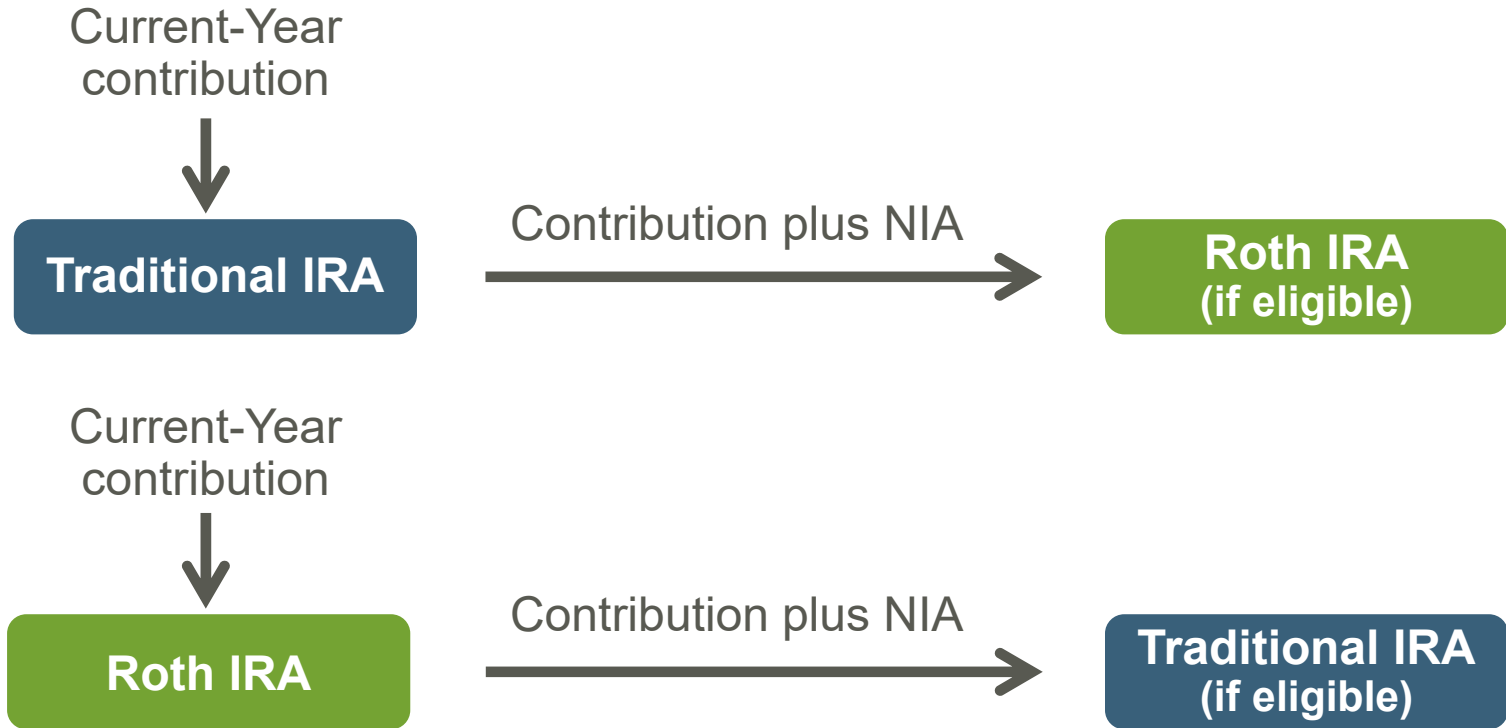 Current-Year
contribution
Traditional IRA
Contribution plus NIA
Roth IRA
(if eligible)
Current-Year
contribution
Roth IRA
Contribution plus NIA
Traditional IRA
(if eligible)